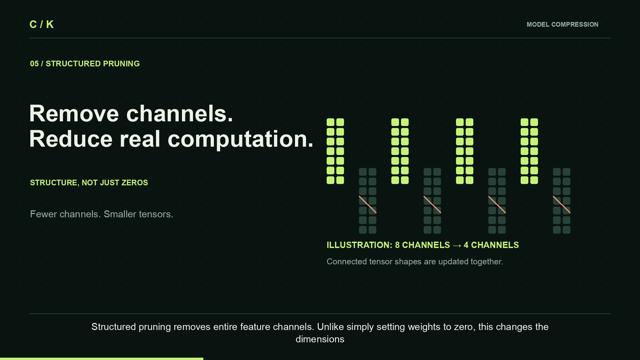 C / K
MODEL COMPRESSION
05 / STRUCTURED PRUNING
Remove channels.
Reduce real computation.
STRUCTURE, NOT JUST ZEROS
Fewer channels. Smaller tensors.
ILLUSTRATION: 8 CHANNELS → 4 CHANNELS
Connected tensor shapes are updated together.
Structured pruning removes entire feature channels. Unlike simply setting weights to zero, this changes the
dimensions